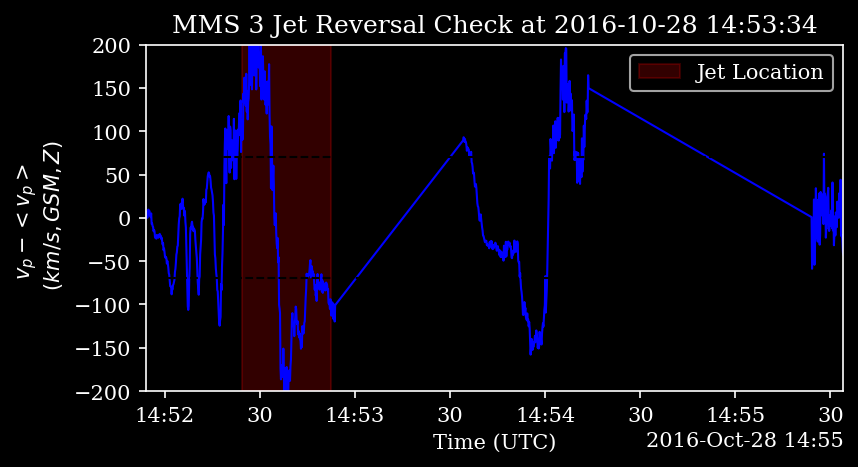 MMS 3 Jet Reversal Check at 2016-10-28 14:53:34
Jet Location
v_p − < v_p >
(km/s, GSM, Z)
200
150
100
50
0
−50
−100
−150
−200
14:52 30 14:53 30 14:54 30 14:55 30
Time (UTC)
2016-Oct-28 14:55